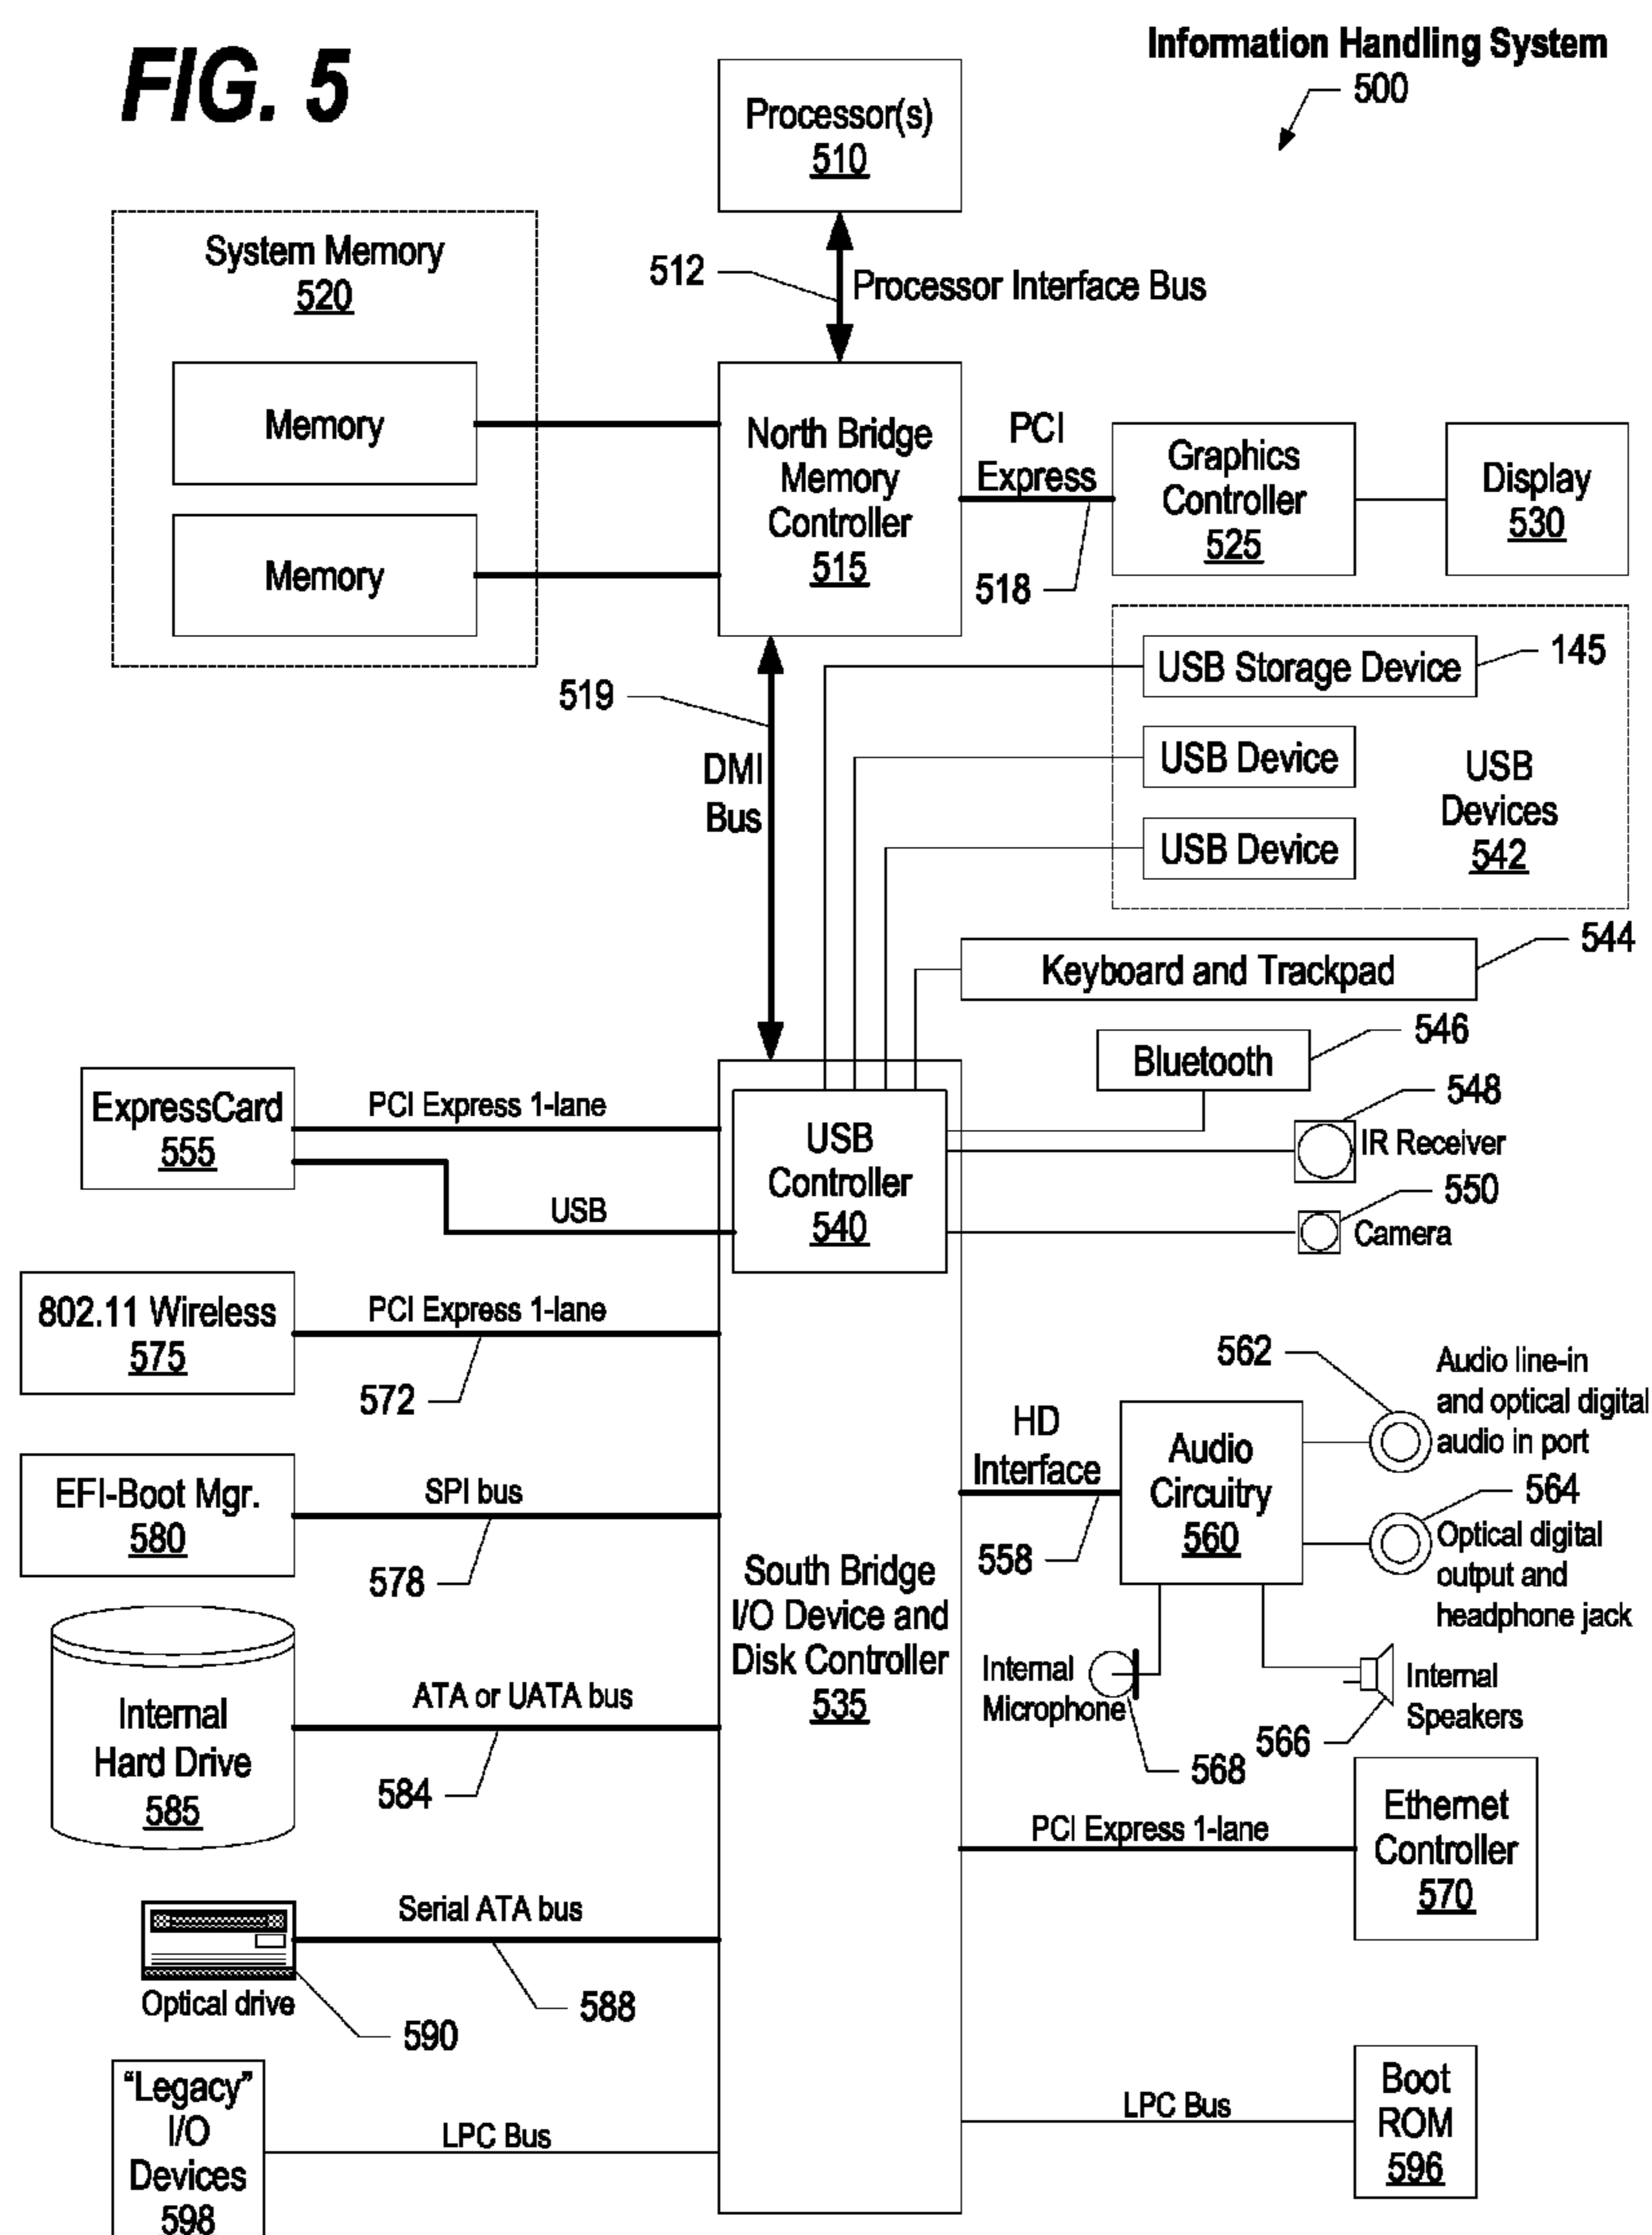 FIG. 5
Information Handling System
500
Processor(s)
510
System Memory
520
512
Processor Interface Bus
Memory
Memory
North Bridge
Memory
Controller
515
PCI
Express
518
Graphics
Controller
525
Display
530
519
DMI
Bus
USB Storage Device
145
USB Device
USB Device
USB
Devices
542
Keyboard and Trackpad
544
Bluetooth
546
548
IR Receiver
550
Camera
ExpressCard
555
PCI Express 1-lane
USB
USB
Controller
540
802.11 Wireless
575
PCI Express 1-lane
572
EFI-Boot Mgr.
580
SPI bus
578
Internal
Hard Drive
585
ATA or UATA bus
584
South Bridge
I/O Device and
Disk Controller
535
HD
Interface
558
Audio
Circuitry
560
562
Audio line-in
and optical digital
audio in port
564
Optical digital
output and
headphone jack
Internal
Microphone
568
Internal
Speakers
566
PCI Express 1-lane
Ethernet
Controller
570
Serial ATA bus
588
Optical drive
590
"Legacy"
I/O
Devices
598
LPC Bus
LPC Bus
Boot
ROM
596